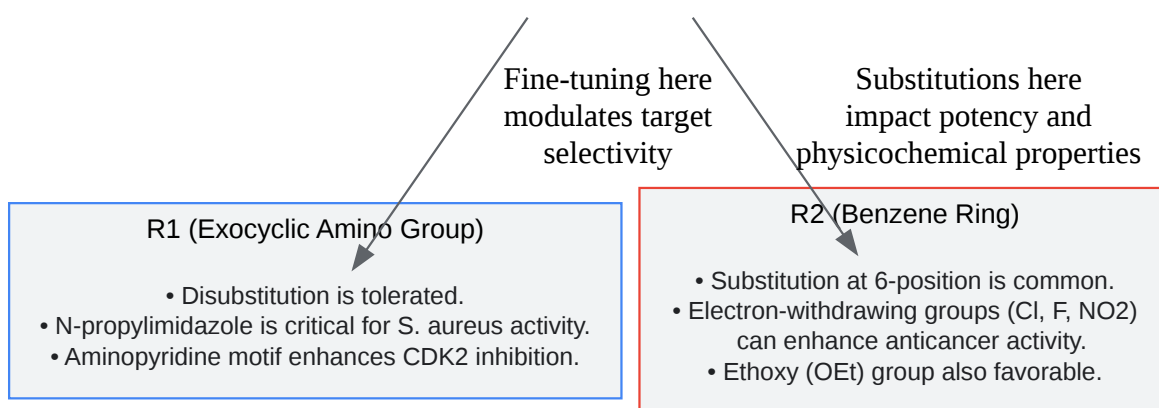 Fine-tuning here
modulates target
selectivity
Substitutions here
impact potency and
physicochemical properties
R1 (Exocyclic Amino Group)
• Disubstitution is tolerated.
• N-propylimidazole is critical for S. aureus activity.
• Aminopyridine motif enhances CDK2 inhibition.
R2 (Benzene Ring)
• Substitution at 6-position is common.
• Electron-withdrawing groups (Cl, F, NO2)
can enhance anticancer activity.
• Ethoxy (OEt) group also favorable.